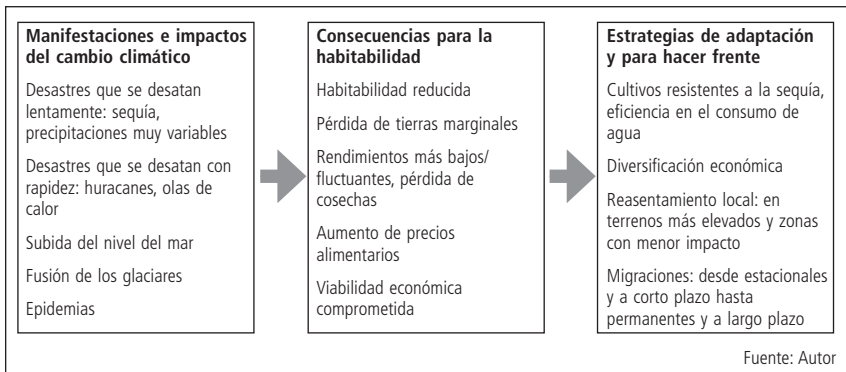 Manifestaciones e impactos
del cambio climático
Desastres que se desatan
lentamente: sequía,
precipitaciones muy variables
Desastres que se desatan con
rapidez: huracanes, olas de
calor
Subida del nivel del mar
Fusión de los glaciares
Epidemias
Consecuencias para la
habitabilidad
Habitabilidad reducida
Pérdida de tierras marginales
Rendimientos más bajos/
fluctuantes, pérdida de
cosechas
Aumento de precios
alimentarios
Viabilidad económica
comprometida
Estrategias de adaptación
y para hacer frente
Cultivos resistentes a la sequía,
eficiencia en el consumo de
agua
Diversificación económica
Reasentamiento local: en
terrenos más elevados y zonas
con menor impacto
Migraciones: desde estacionales
y a corto plazo hasta
permanentes y a largo plazo
Fuente: Autor